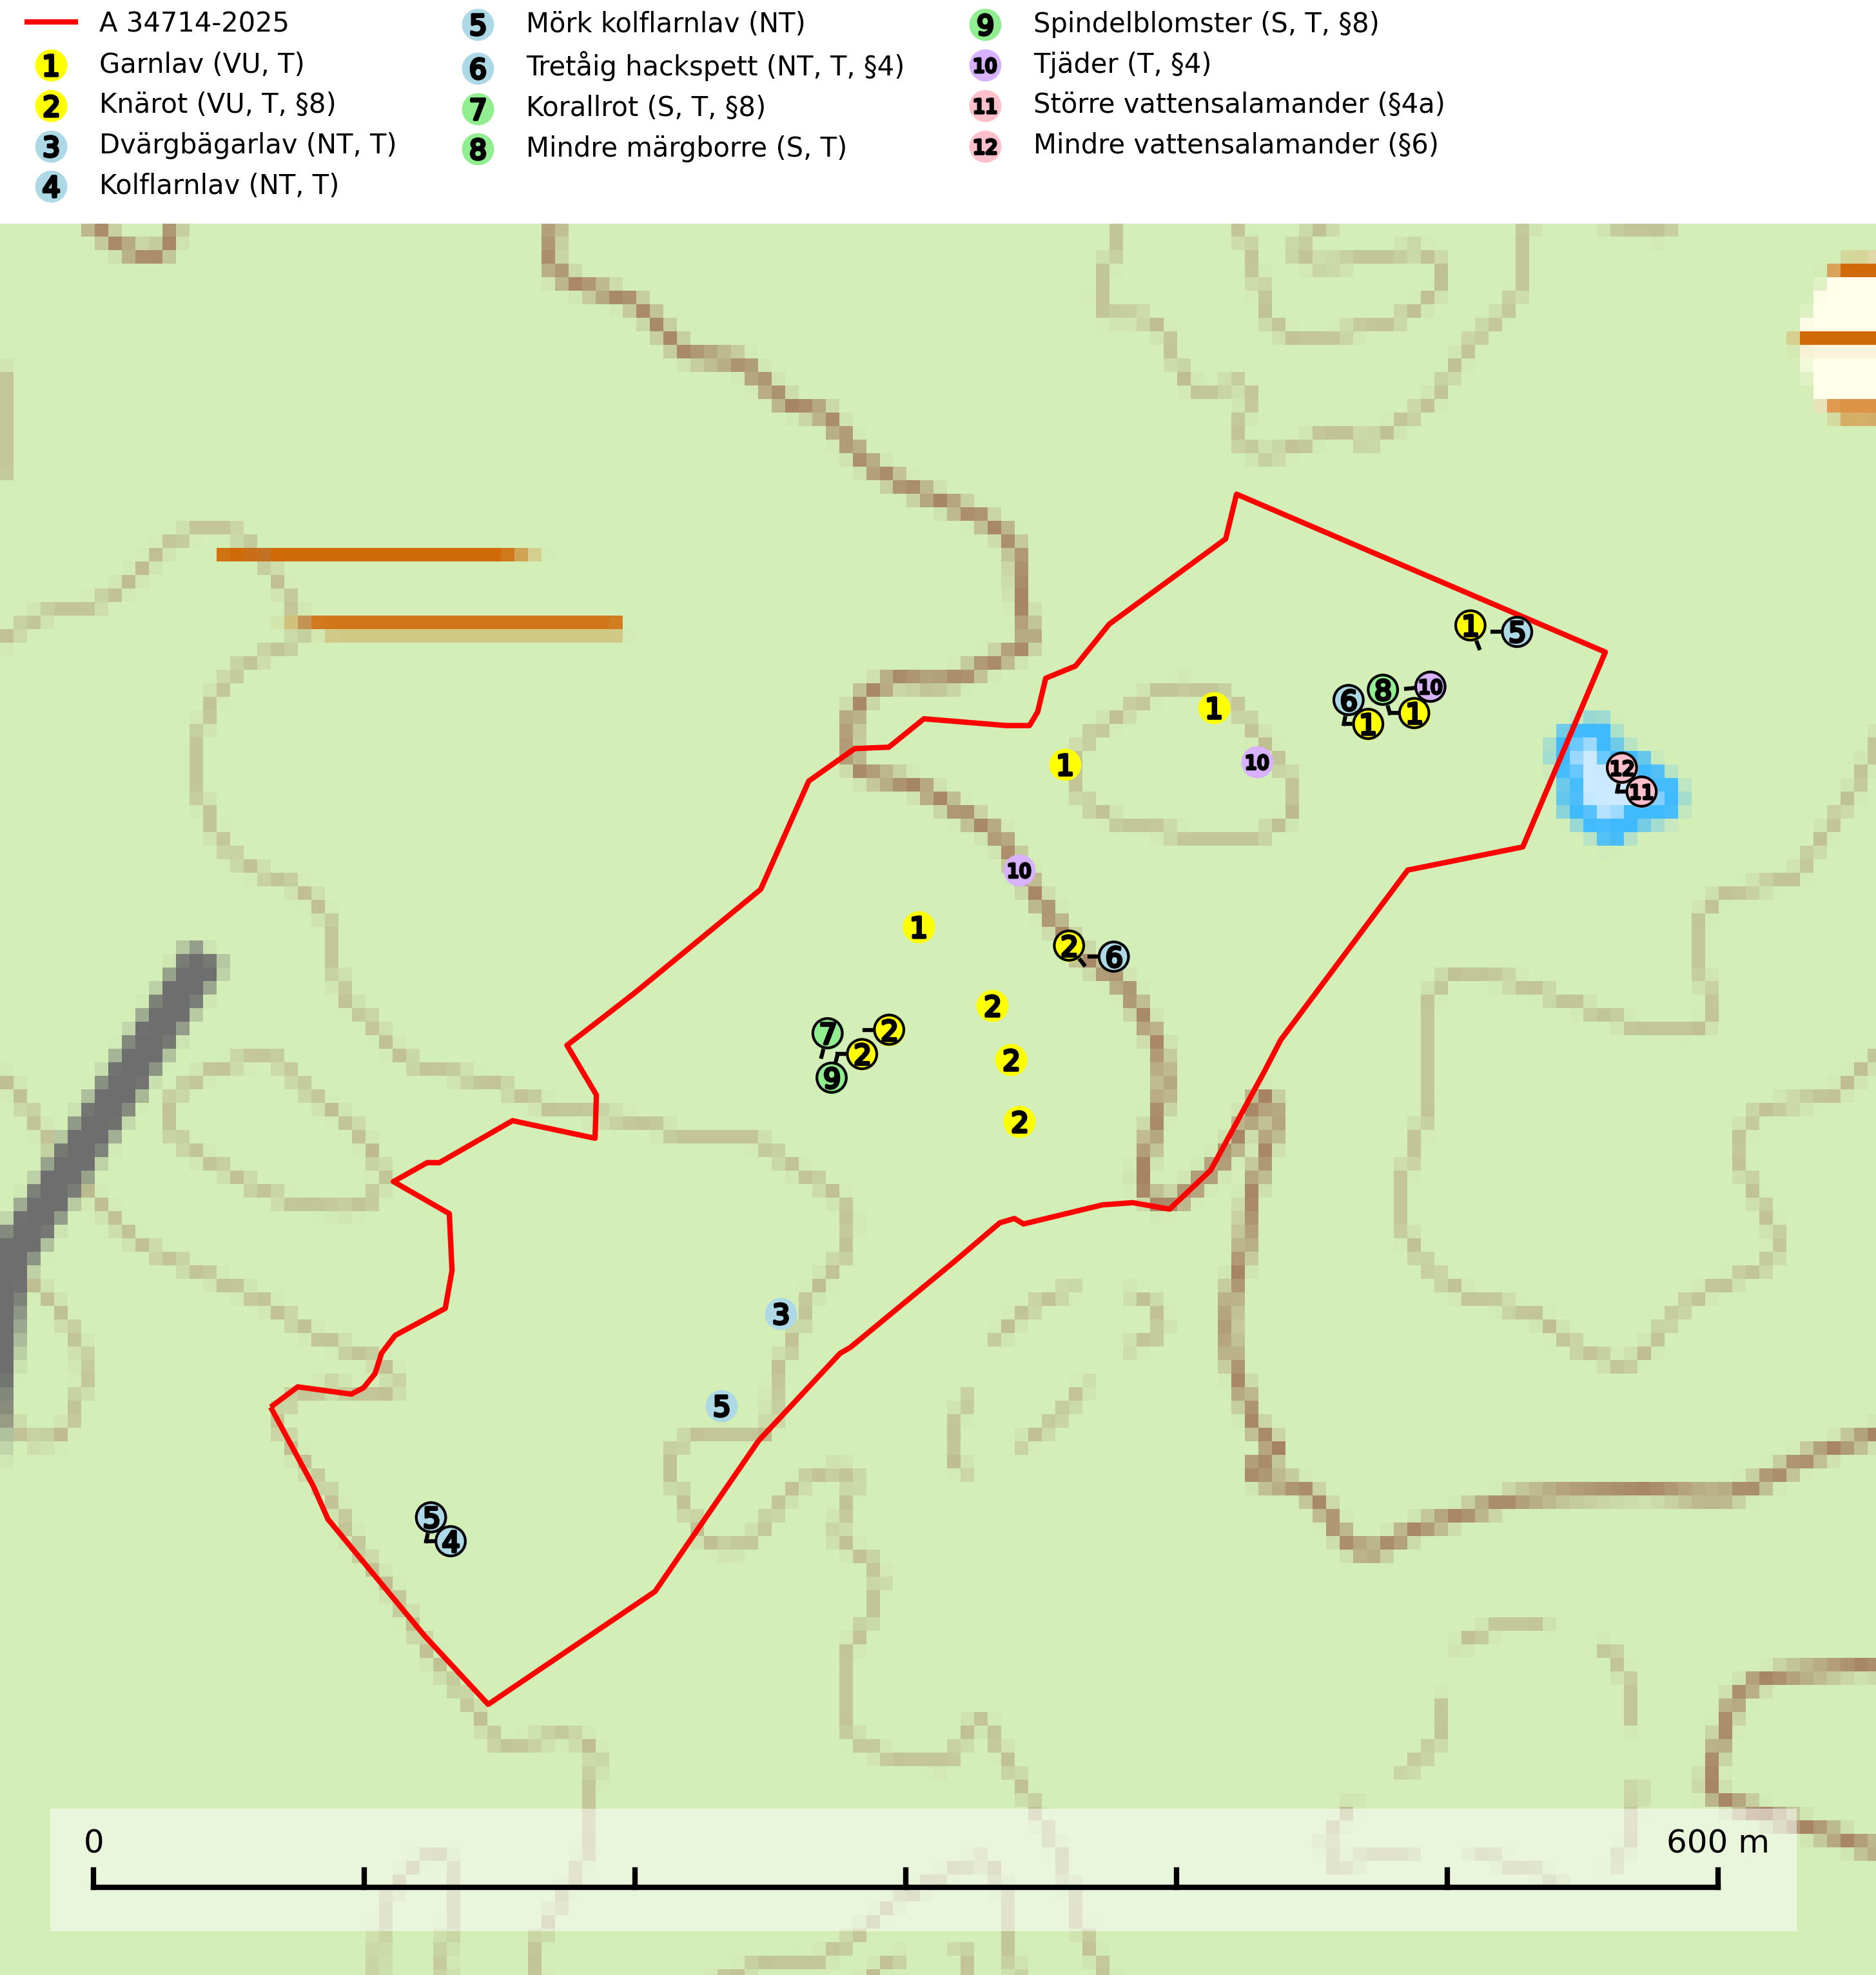 A 34714-2025
1 Garnlav (VU, T)
2 Knärot (VU, T, §8)
3 Dvärgbägarlav (NT, T)
4 Kolflarnlav (NT, T)
5 Mörk kolflarnlav (NT)
6 Tretåig hackspett (NT, T, §4)
7 Korallrot (S, T, §8)
8 Mindre märgborre (S, T)
9 Spindelblomster (S, T, §8)
10 Tjäder (T, §4)
11 Större vattensalamander (§4a)
12 Mindre vattensalamander (§6)
1 5
6 8 10
1 1
1
1 10
12
11
10
1
2 6
2
7 2
2 2
9
2
3
5
5
4
0 600 m